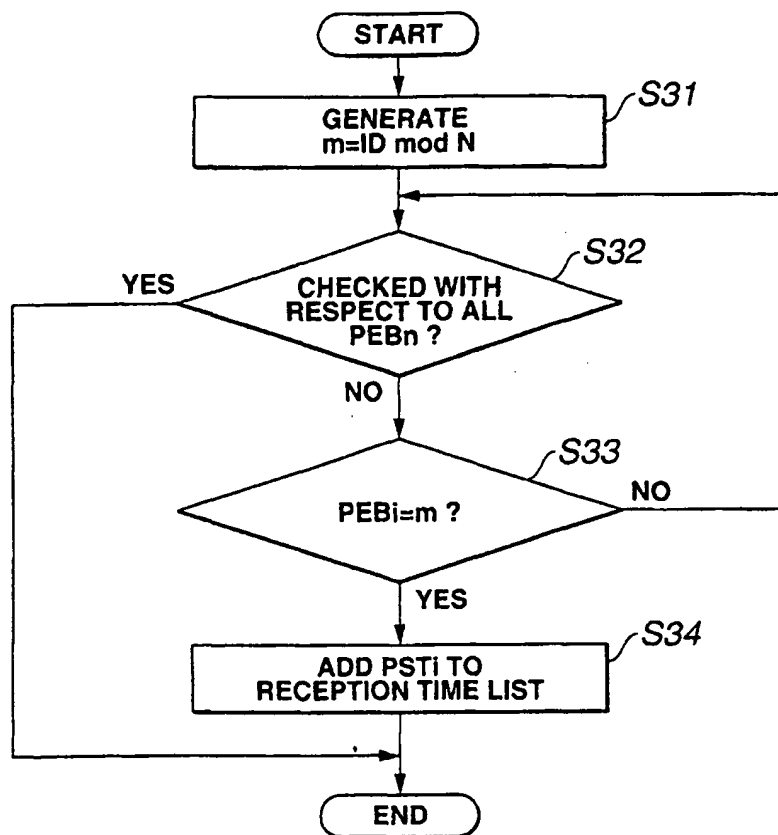 START
S31
GENERATE
m=ID mod N
S32
YES
CHECKED WITH
RESPECT TO ALL
PEBn ?
NO
S33
PEBi=m ?
NO
YES
S34
ADD PSTi TO
RECEPTION TIME LIST
END